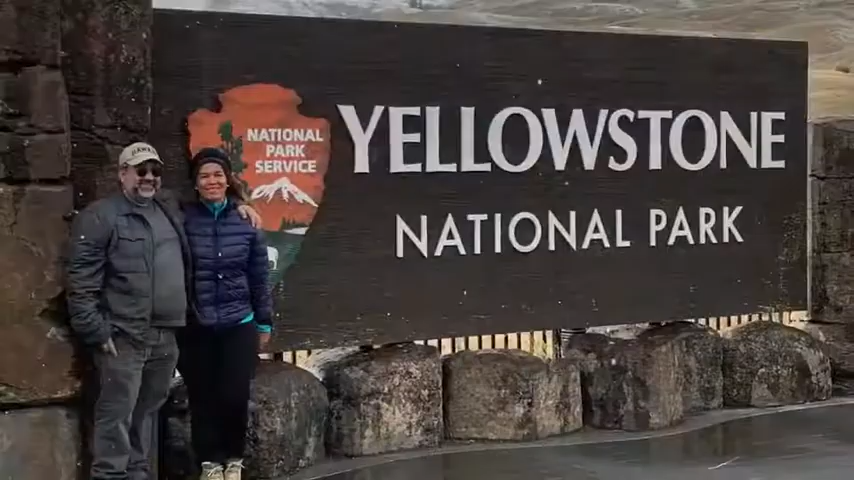 NATIONAL
PARK
SERVICE
YELLOWSTONE
NATIONAL PARK